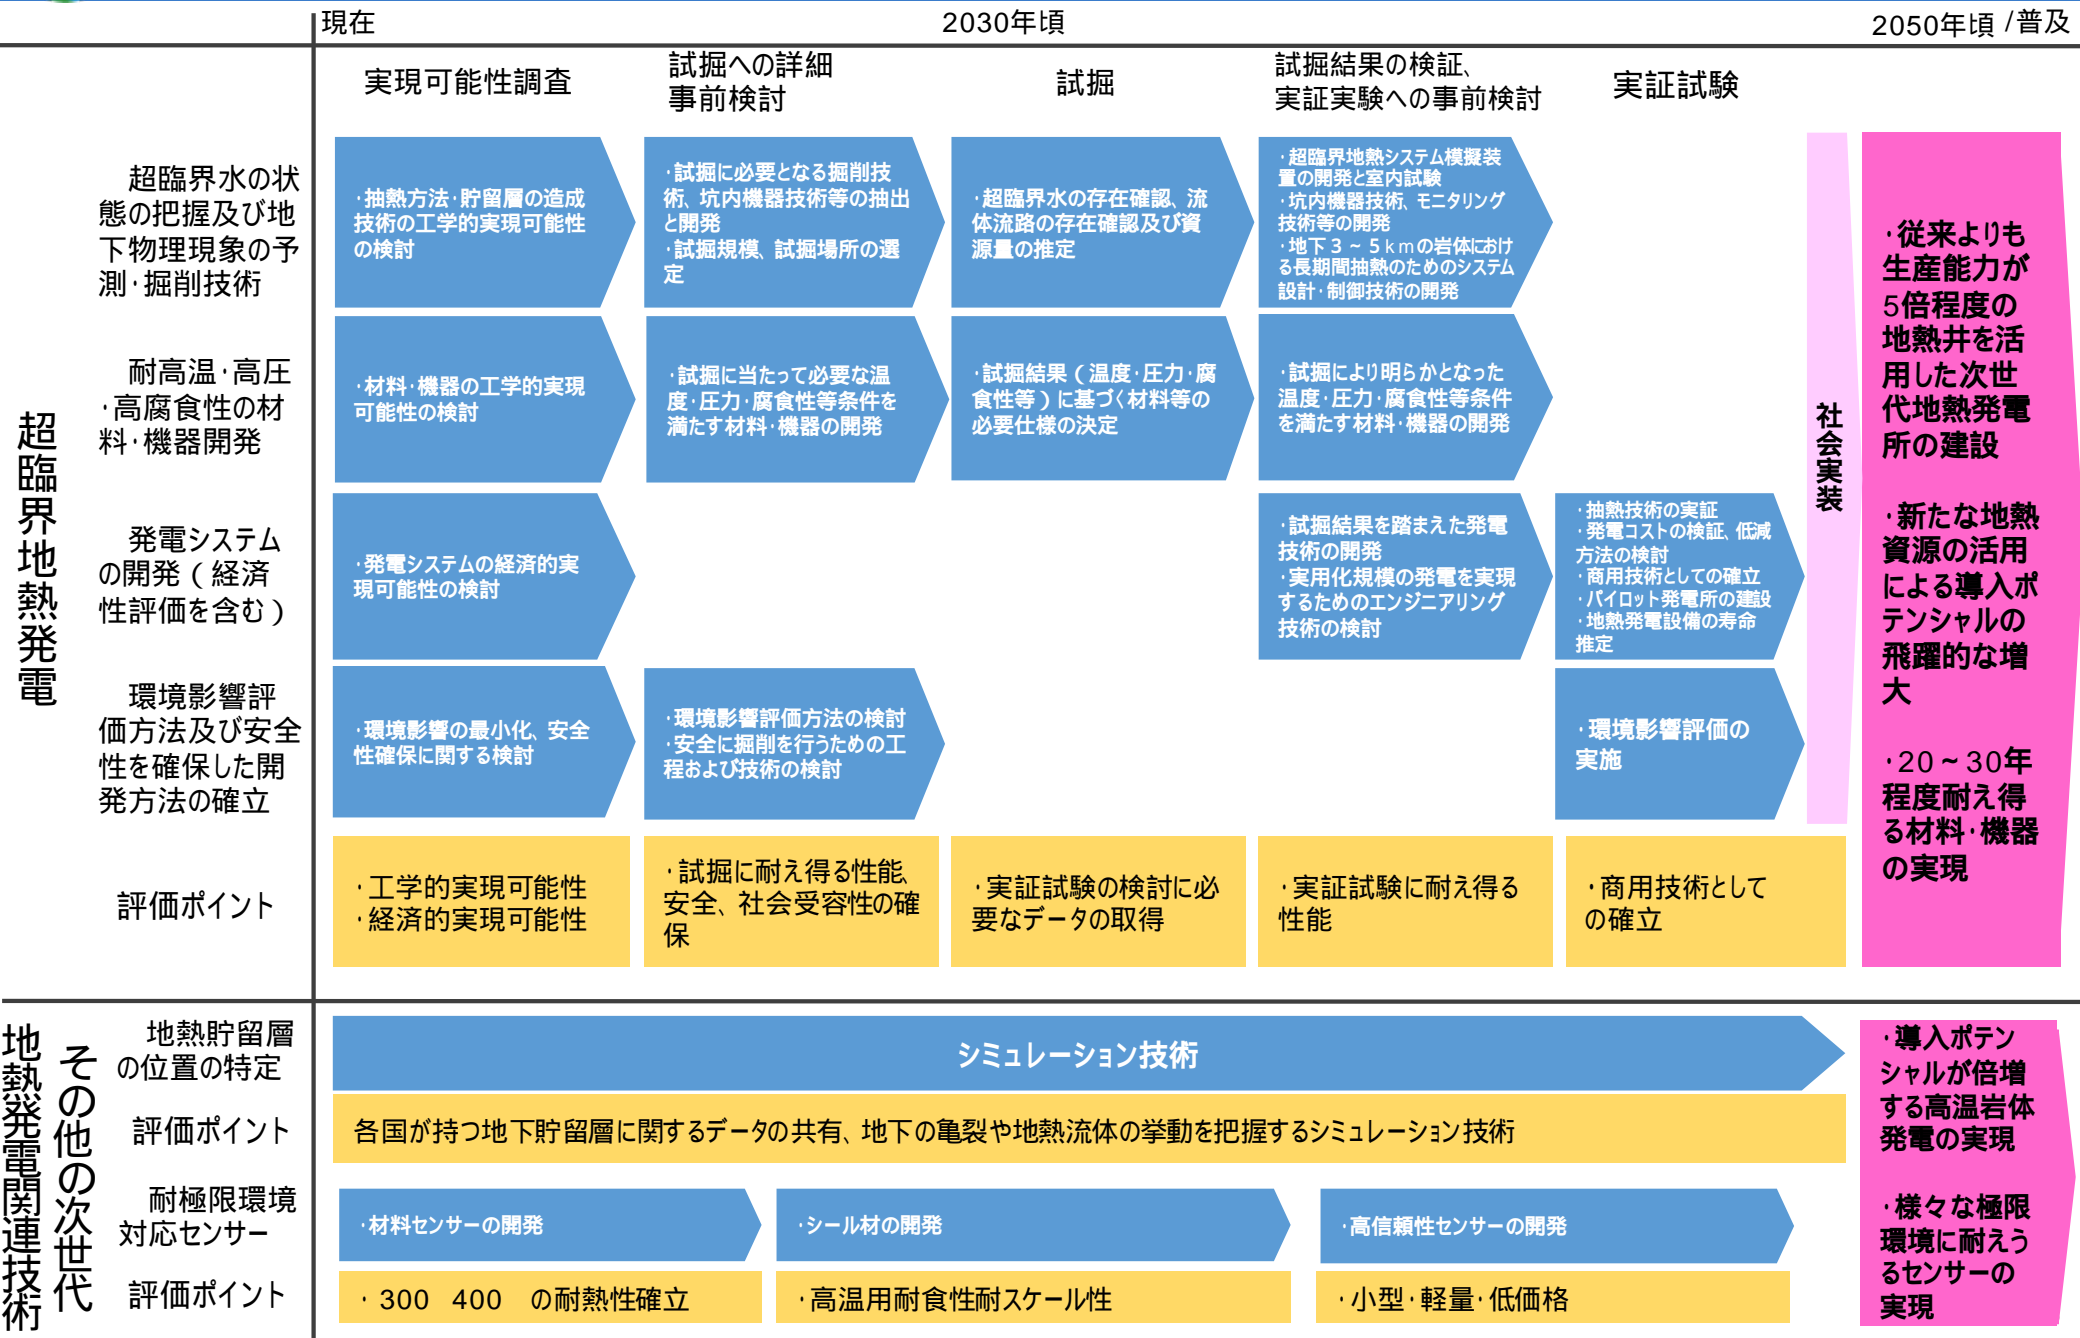 現在
2030年頃
2050年頃 /普及
実現可能性調査
試掘への詳細
事前検討
試掘
試掘結果の検証、
実証実験への事前検討
実証試験
超臨界地熱発電
超臨界水の状
態の把握及び地
下物理現象の予
測・掘削技術
・抽熱方法・貯留層の造成
技術の工学的実現可能性
の検討
・試掘に必要となる掘削技
術、坑内機器技術等の抽出
と開発
・試掘規模、試掘場所の選
定
・超臨界水の存在確認、流
体流路の存在確認及び資
源量の推定
・超臨界地熱システム模擬装
置の開発と室内試験
・坑内機器技術、モニタリング
技術等の開発
・地下3～5kmの岩体におけ
る長期間抽熱のためのシステム
設計・制御技術の開発
耐高温・高圧
・高腐食性の材
料・機器開発
・材料・機器の工学的実現
可能性の検討
・試掘に当たって必要な温
度・圧力・腐食性等条件を
満たす材料・機器の開発
・試掘結果（温度・圧力・腐
食性等）に基づく材料等の
必要仕様の決定
・試掘により明らかとなった
温度・圧力・腐食性等条件
を満たす材料・機器の開発
発電システム
の開発（経済
性評価を含む）
・発電システムの経済的実
現可能性の検討
・試掘結果を踏まえた発電
技術の開発
・実用化規模の発電を実現
するためのエンジニアリング
技術の検討
・抽熱技術の実証
・発電コストの検証、低減
方法の検討
・商用技術としての確立
・パイロット発電所の建設
・地熱発電設備の寿命
推定
環境影響評
価方法及び安全
性を確保した開
発方法の確立
・環境影響の最小化、安全
性確保に関する検討
・環境影響評価方法の検討
・安全に掘削を行うための工
程および技術の検討
・環境影響評価の
実施
社会実装
・従来よりも
生産能力が
5倍程度の
地熱井を活
用した次世
代地熱発電
所の建設
・新たな地熱
資源の活用
による導入ポ
テンシャルの
飛躍的な増
大
・20～30年
程度耐え得
る材料・機器
の実現
評価ポイント
・工学的実現可能性
・経済的実現可能性
・試掘に耐え得る性能、
安全、社会受容性の確
保
・実証試験の検討に必
要なデータの取得
・実証試験に耐え得る
性能
・商用技術として
の確立
その他の次世代
地熱発電関連技術
地熱貯留層
の位置の特定
シミュレーション技術
評価ポイント
各国が持つ地下貯留層に関するデータの共有、地下の亀裂や地熱流体の挙動を把握するシミュレーション技術
耐極限環境
対応センサー
・材料センサーの開発
・シール材の開発
・高信頼性センサーの開発
評価ポイント
・300 400 の耐熱性確立
・高温用耐食性耐スケール性
・小型・軽量・低価格
・導入ポテン
シャルが倍増
する高温岩体
発電の実現
・様々な極限
環境に耐えう
るセンサーの
実現